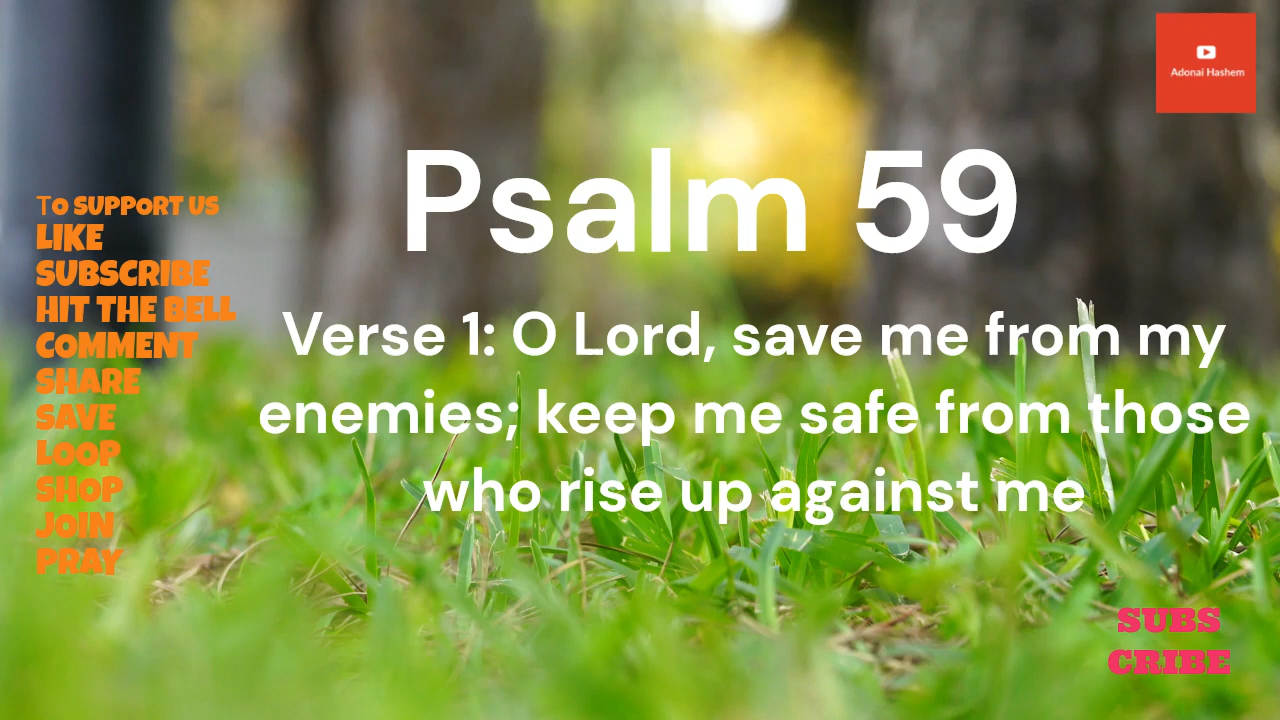 Adonai Hashem
Psalm 59
TO SUPPORT US
LIKE
SUBSCRIBE
HIT THE BELL
COMMENT
SHARE
SAVE
LOOP
SHOP
JOIN
PRAY
Verse 1: O Lord, save me from my
enemies; keep me safe from those
who rise up against me
SUBS
CRIBE